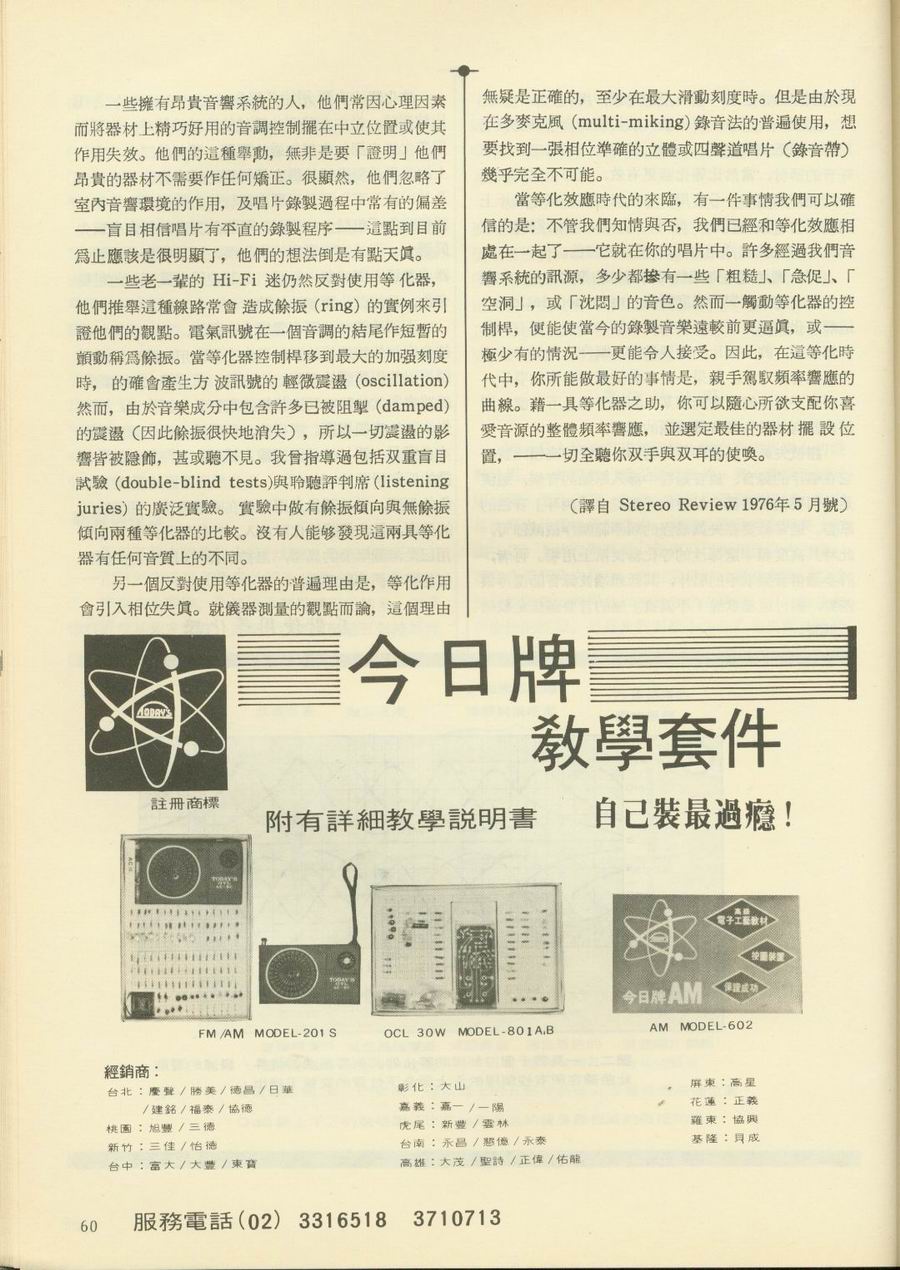 一些擁有昂貴音響系統的人，他們常因心理因素
而將器材上精巧好用的音調控制擺在中立位置或使其
作用失效。他們的這種舉動，無非是要「證明」他們
昂貴的器材不需要作任何矯正。很顯然，他們忽略了
室內音響環境的作用，及唱片錄製過程中常有的偏差
——盲目相信唱片有平直的錄製程序——這點到目前
爲止應該是很明顯了，他們的想法倒是有點天眞。
一些老一輩的 Hi-Fi 迷仍然反對使用等化器，
他們推舉這種線路常會造成餘振 (ring) 的實例來引
證他們的觀點。電氣訊號在一個音調的結尾作短暫的
顫動稱爲餘振。當等化器控制桿移到最大的加强刻度
時，的確會產生方波訊號的輕微震盪 (oscillation)
然而，由於音樂成分中包含許多已被阻掣 (damped)
的震盪（因此餘振很快地消失），所以一切震盪的影
響皆被隱飾，甚或聽不見。我曾指導過包括双重盲目
試驗 (double-blind tests)與聆聽評判席 (listening
juries) 的廣泛實驗。實驗中做有餘振傾向與無餘振
傾向兩種等化器的比較。沒有人能够發現這兩具等化
器有任何音質上的不同。
另一個反對使用等化器的普遍理由是，等化作用
會引入相位失眞。就儀器測量的觀點而論，這個理由
無疑是正確的，至少在最大滑動刻度時。但是由於現
在多麥克風 (multi-miking) 錄音法的普遍使用，想
要找到一張相位準確的立體或四聲道唱片（錄音帶）
幾乎完全不可能。
當等化效應時代的來臨，有一件事情我們可以確
信的是：不管我們知情與否，我們已經和等化效應相
處在一起了——它就在你的唱片中。許多經過我們音
響系統的訊源，多少都摻有一些「粗糙」、「急促」、「
空洞」，或「沈悶」的音色。然而一觸動等化器的控
制桿，便能使當今的錄製音樂遠較前更逼眞，或——
極少有的情況——更能令人接受。因此，在這等化時
代中，你所能做最好的事情是，親手駕馭頻率響應的
曲線。藉一具等化器之助，你可以隨心所欲支配你喜
愛音源的整體頻率響應，並選定最佳的器材擺設位
置，——一切全聽你双手與双耳的使喚。
（譯自 Stereo Review 1976年5月號）
TODAY'S
註冊商標
今日牌
敎學套件
附有詳細教學説明書
自己裝最過癮！
TODAY'S
TODAY'S
高級
電子工藝教材
按圖裝置
保證成功
今日牌AM
FM/AM MODEL-201S
OCL 30W MODEL-801A.B
AM MODEL-602
經銷商：
台北：慶聲／勝美／德昌／日華
／建銘／福泰／協德
桃園：旭豐／三德
新竹：三佳／怡德
台中：富大／大豐／東寶
彰化：大山
嘉義：嘉一／一陽
虎尾：新豐／雲林
台南：永昌／懋億／永泰
高雄：大茂／聖詩／正偉／佑龍
屏東：高星
花蓮：正義
羅東：協興
基隆：貝成
60
服務電話(02) 3316518 3710713